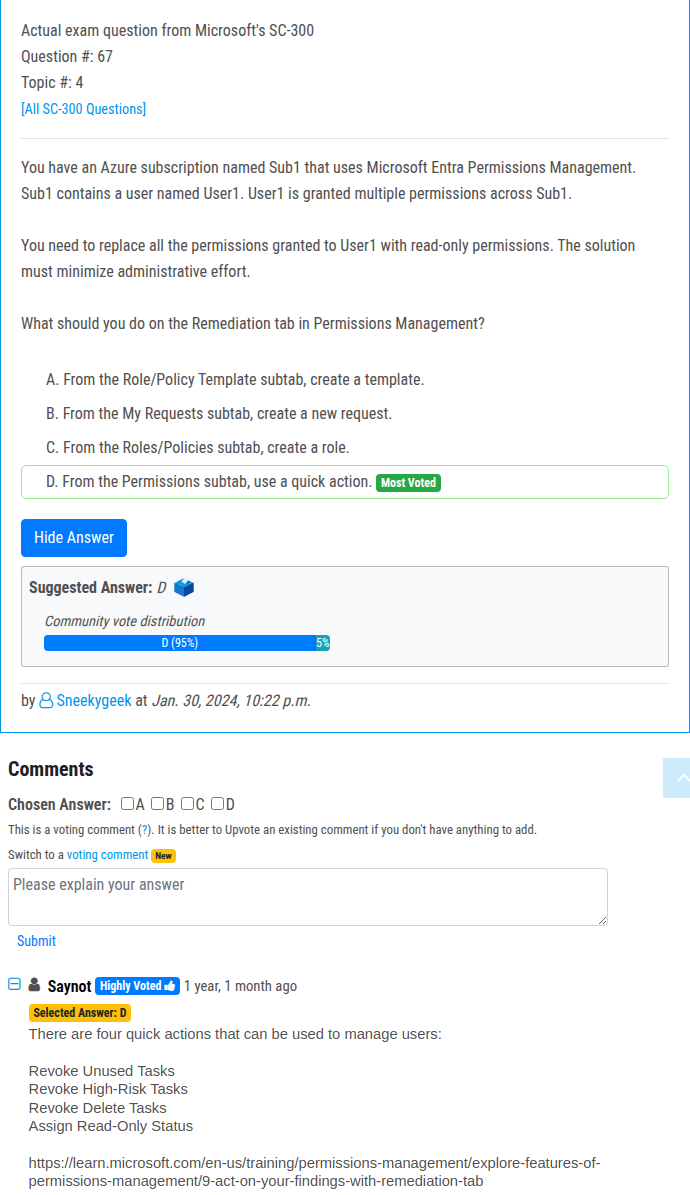 Actual exam question from Microsoft's SC-300
Question #: 67
Topic #: 4
[All SC-300 Questions]
You have an Azure subscription named Sub1 that uses Microsoft Entra Permissions Management.
Sub1 contains a user named User1. User1 is granted multiple permissions across Sub1.
You need to replace all the permissions granted to User1 with read-only permissions. The solution
must minimize administrative effort.
What should you do on the Remediation tab in Permissions Management?
A. From the Role/Policy Template subtab, create a template.
B. From the My Requests subtab, create a new request.
C. From the Roles/Policies subtab, create a role.
D. From the Permissions subtab, use a quick action. Most Voted
Hide Answer
Suggested Answer: D
Community vote distribution
D (95%) 5%
by Sneekygeek at Jan. 30, 2024, 10:22 p.m.
Comments
Chosen Answer: A B C D
This is a voting comment (?). It is better to Upvote an existing comment if you don't have anything to add.
Switch to a voting comment New
Please explain your answer
Submit
Saynot Highly Voted 1 year, 1 month ago
Selected Answer: D
There are four quick actions that can be used to manage users:
Revoke Unused Tasks
Revoke High-Risk Tasks
Revoke Delete Tasks
Assign Read-Only Status
https://learn.microsoft.com/en-us/training/permissions-management/explore-features-of-
permissions-management/9-act-on-your-findings-with-remediation-tab